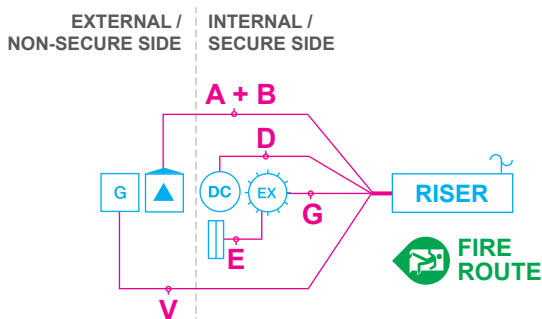 EXTERNAL /
NON-SECURE SIDE
INTERNAL /
SECURE SIDE
A + B
D
G
DC
EX
RISER
G
E
FIRE
ROUTE
V